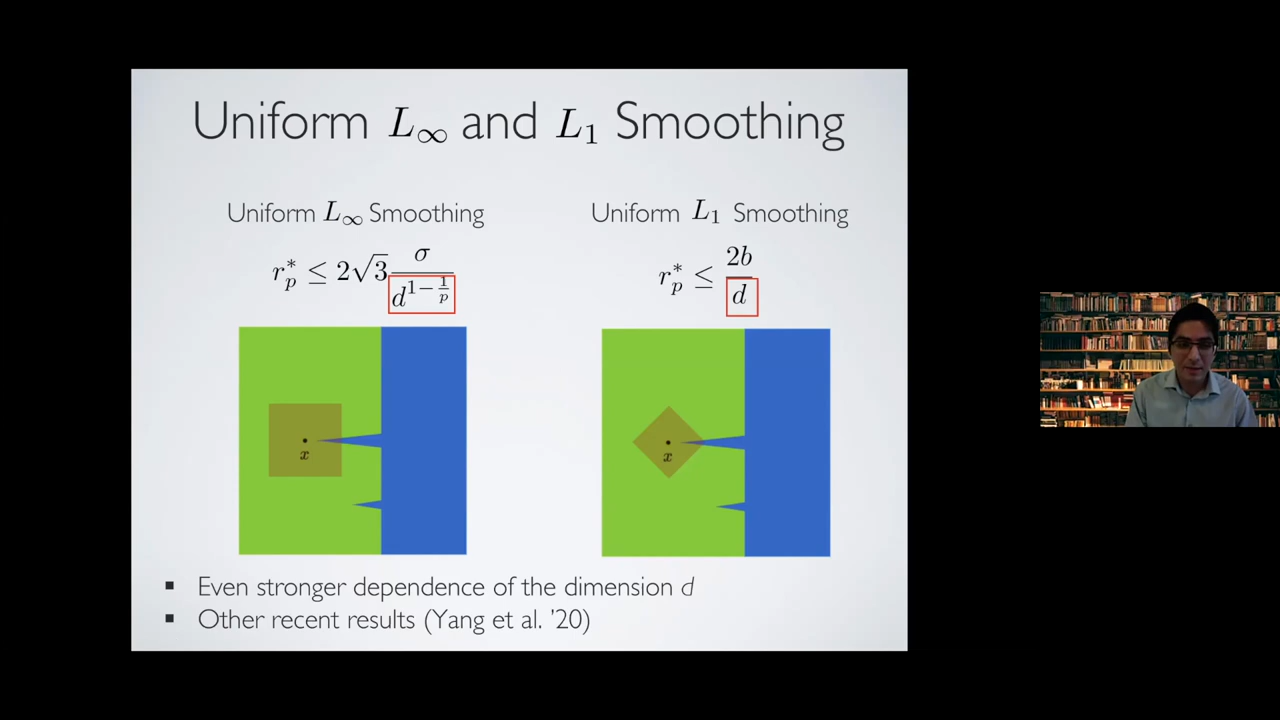 Uniform L∞ and L₁ Smoothing
Uniform L∞ Smoothing
r*ₚ ≤ 2√3 σ / d^(1−1/p)
x
Uniform L₁ Smoothing
r*ₚ ≤ 2b / d
x
▪ Even stronger dependence of the dimension d
▪ Other recent results (Yang et al. ’20)